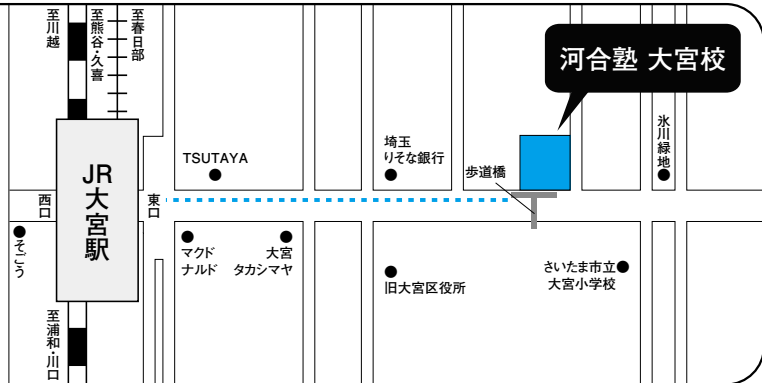 至川越
至熊谷・久喜
至春日部
河合塾 大宮校
TSUTAYA
埼玉
りそな銀行
歩道橋
氷川緑地
JR大宮駅
西口
東口
そごう
マクド
ナルド
大宮
タカシマヤ
旧大宮区役所
さいたま市立
大宮小学校
至浦和・川口